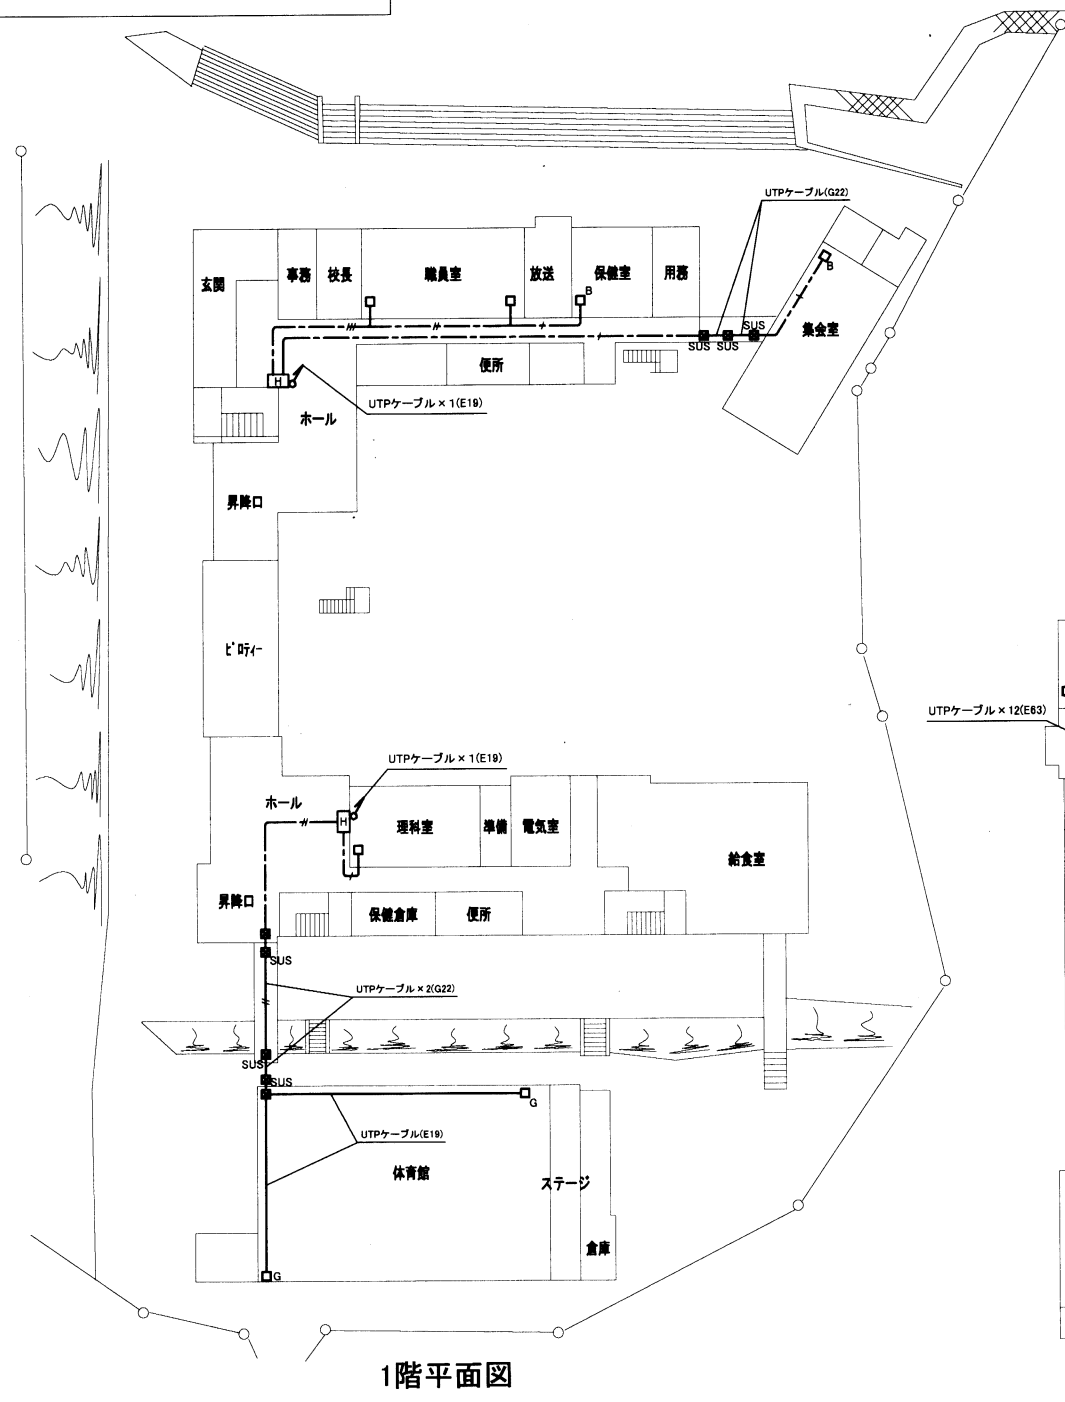 UTPケーブル(G22)
玄関
事務
校長
職員室
放送
保健室
用務
B
B
集会室
SUS
SUS
SUS
便所
H
UTPケーブル×1(E19)
ホール
昇降口
ピロティー
UTPケーブル×12(E63)
UTPケーブル×1(E19)
ホール
H
理科室
準備
電気室
給食室
昇降口
保健倉庫
便所
SUS
UTPケーブル×2(G22)
SUS
SUS
G
UTPケーブル(E19)
体育館
ステージ
倉庫
G
1階平面図